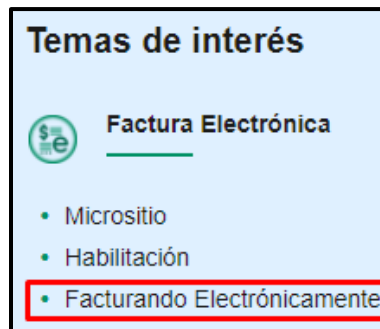 Temas de interés
$ e
Factura Electrónica
Micrositio
Habilitación
Facturando Electrónicamente